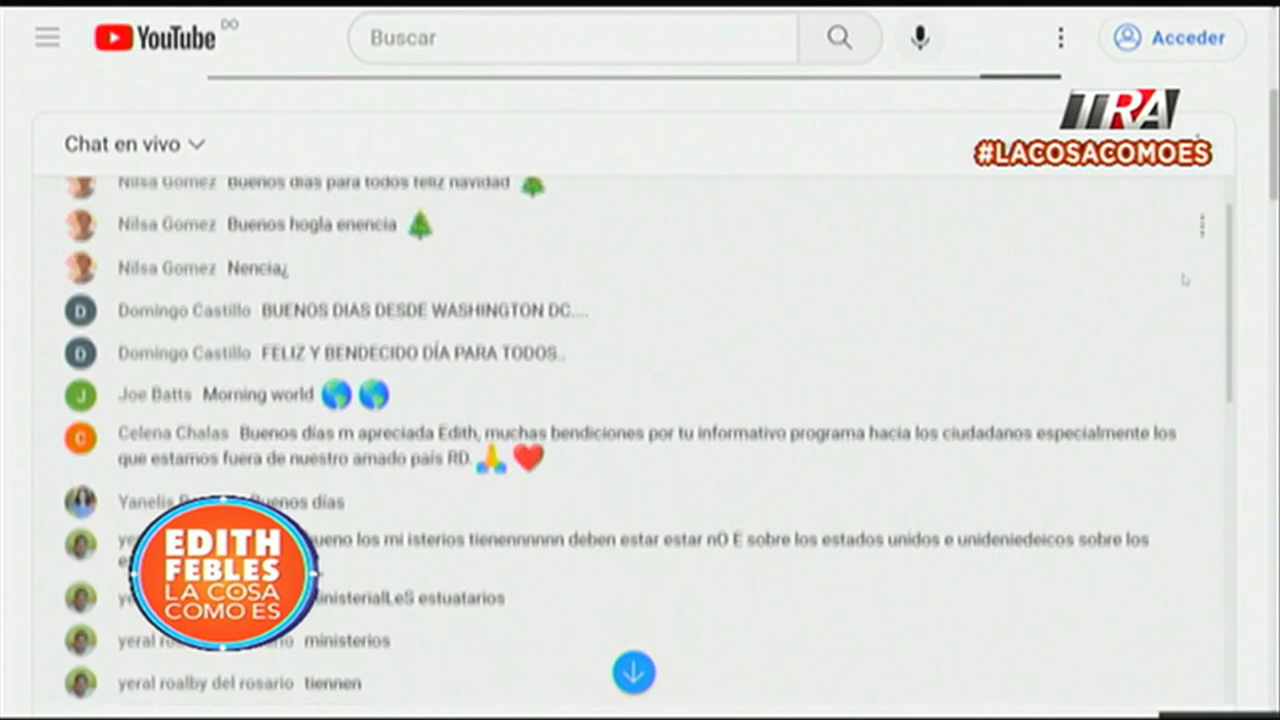 YouTube DO
Buscar
Acceder
TRA
#LACOSACOMOES
Chat en vivo
Nilsa Gomez Buenos dias para todos feliz navidad
Nilsa Gomez Buenos hogla enencia
Nilsa Gomez Nencia¿
Domingo Castillo BUENOS DIAS DESDE WASHINGTON DC....
Domingo Castillo FELIZ Y BENDECIDO DÍA PARA TODOS..
Joe Batts Morning world
Celena Chalas Buenos días m apreciada Edith, muchas bendiciones por tu informativo programa hacia los ciudadanos especialmente los
que estamos fuera de nuestro amado país RD.
Yanelis Buenos días
los mi isterios tienennnnnn deben estar estar nO E sobre los estados unidos e unideniedeicos sobre los
estuatarios
yeral ministerios
yeral roalby del rosario tiennen
EDITH
FEBLES
LA COSA
COMO ES